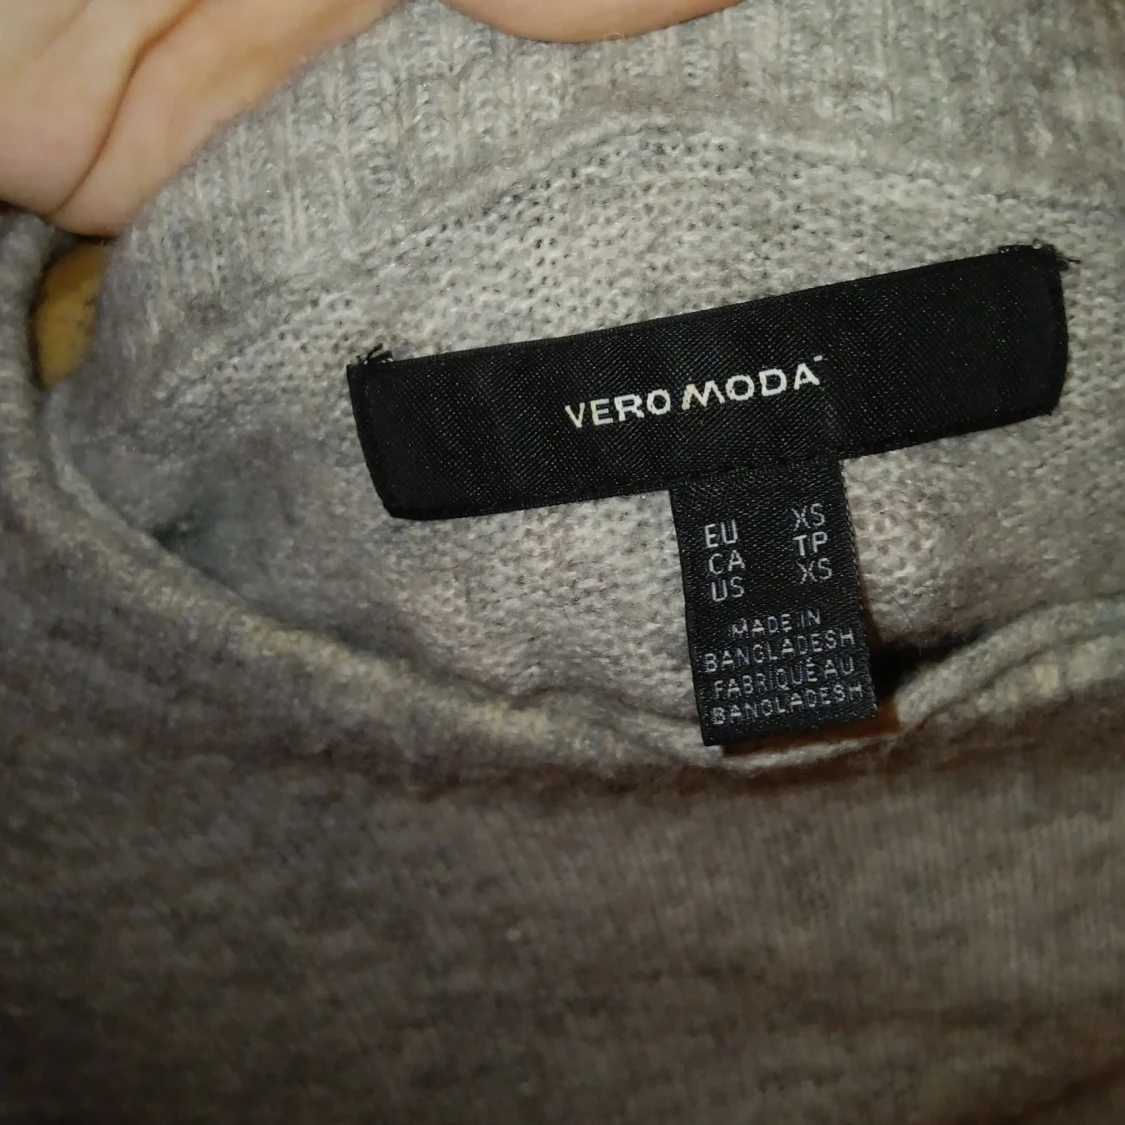 VERO MODA
EU XS
CA TP
US XS
MADE IN
BANGLADESH
FABRIQUÉ AU
BANGLADESH